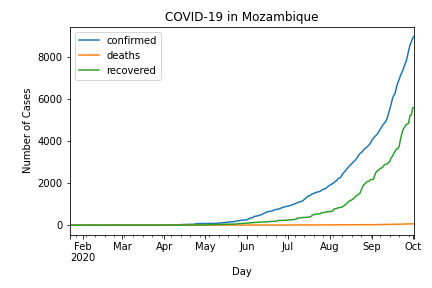 COVID-19 in Mozambique
confirmed
deaths
recovered
Number of Cases
8000
6000
4000
2000
0
Feb Mar Apr May Jun Jul Aug Sep Oct
2020
Day